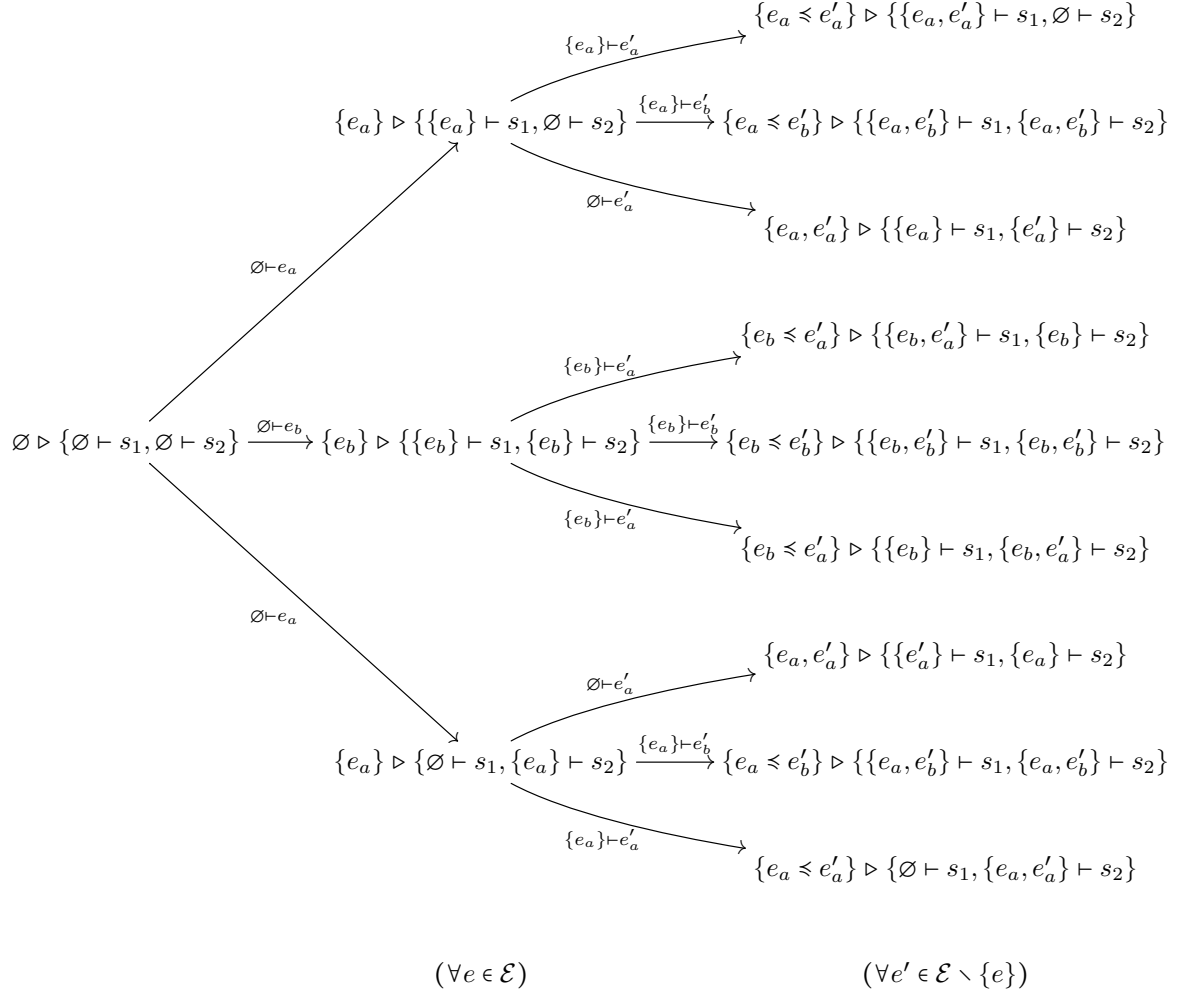 {e_a ≼ e′_a} ▷ {{e_a, e′_a} ⊢ s_1, ∅ ⊢ s_2}
{e_a}⊢e′_a
{e_a} ▷ {{e_a} ⊢ s_1, ∅ ⊢ s_2} {e_a}⊢e′_b {e_a ≼ e′_b} ▷ {{e_a, e′_b} ⊢ s_1, {e_a, e′_b} ⊢ s_2}
∅⊢e′_a
{e_a, e′_a} ▷ {{e_a} ⊢ s_1, {e′_a} ⊢ s_2}
∅⊢e_a
{e_b ≼ e′_a} ▷ {{e_b, e′_a} ⊢ s_1, {e_b} ⊢ s_2}
{e_b}⊢e′_a
∅ ▷ {∅ ⊢ s_1, ∅ ⊢ s_2} ∅⊢e_b {e_b} ▷ {{e_b} ⊢ s_1, {e_b} ⊢ s_2} {e_b}⊢e′_b {e_b ≼ e′_b} ▷ {{e_b, e′_b} ⊢ s_1, {e_b, e′_b} ⊢ s_2}
{e_b}⊢e′_a
{e_b ≼ e′_a} ▷ {{e_b} ⊢ s_1, {e_b, e′_a} ⊢ s_2}
∅⊢e_a
{e_a, e′_a} ▷ {{e′_a} ⊢ s_1, {e_a} ⊢ s_2}
∅⊢e′_a
{e_a} ▷ {∅ ⊢ s_1, {e_a} ⊢ s_2} {e_a}⊢e′_b {e_a ≼ e′_b} ▷ {{e_a, e′_b} ⊢ s_1, {e_a, e′_b} ⊢ s_2}
{e_a}⊢e′_a
{e_a ≼ e′_a} ▷ {∅ ⊢ s_1, {e_a, e′_a} ⊢ s_2}
(∀e ∈ ℰ) (∀e′ ∈ ℰ ∖ {e})